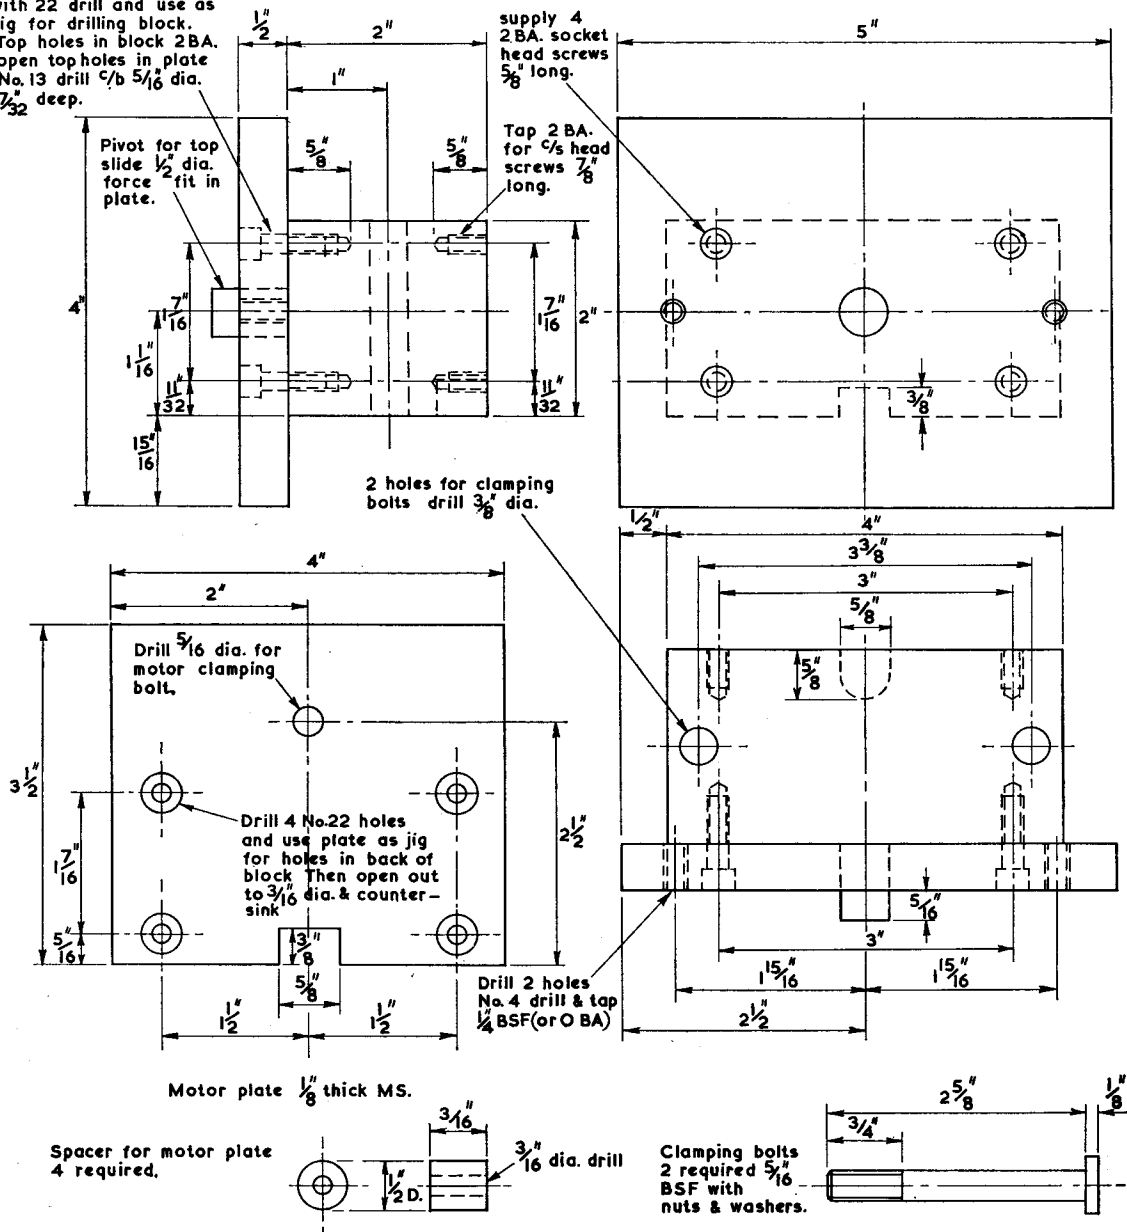 with 22 drill and use as
jig for drilling block.
Top holes in block 2BA.
open top holes in plate
No. 13 drill c/b 5/16" dia.
7/32" deep.
1/2"
2"
1"
supply 4
2BA. socket
head screws
5/8" long.
5"
Pivot for top
slide 1/2" dia.
force fit in
plate.
5/8"
5/8"
Tap 2 BA.
for c/s head
screws 7/8"
long.
4"
1 7/16"
1 1/16"
11/32"
15/16"
1 7/16"
2"
11/32"
3/8"
2 holes for clamping
bolts drill 3/8" dia.
1/2"
4"
3 3/8"
3"
5/8"
5/8"
4"
2"
Drill 5/16 dia. for
motor clamping
bolt.
3 1/2"
1 7/16"
5/16"
Drill 4 No.22 holes
and use plate as jig
for holes in back of
block Then open out
to 3/16" dia. & counter-
sink
2 1/2"
3/8"
5/8"
1 1/2"
1 1/2"
5/16"
3"
1 15/16"
1 15/16"
2 1/2"
Drill 2 holes
No. 4 drill & tap
1/4" BSF (or O BA)
Motor plate 1/8" thick MS.
Spacer for motor plate
4 required.
3/16"
1/2" D.
3/16" dia. drill
Clamping bolts
2 required 5/16"
BSF with
nuts & washers.
2 5/8"
1/8"
3/4"